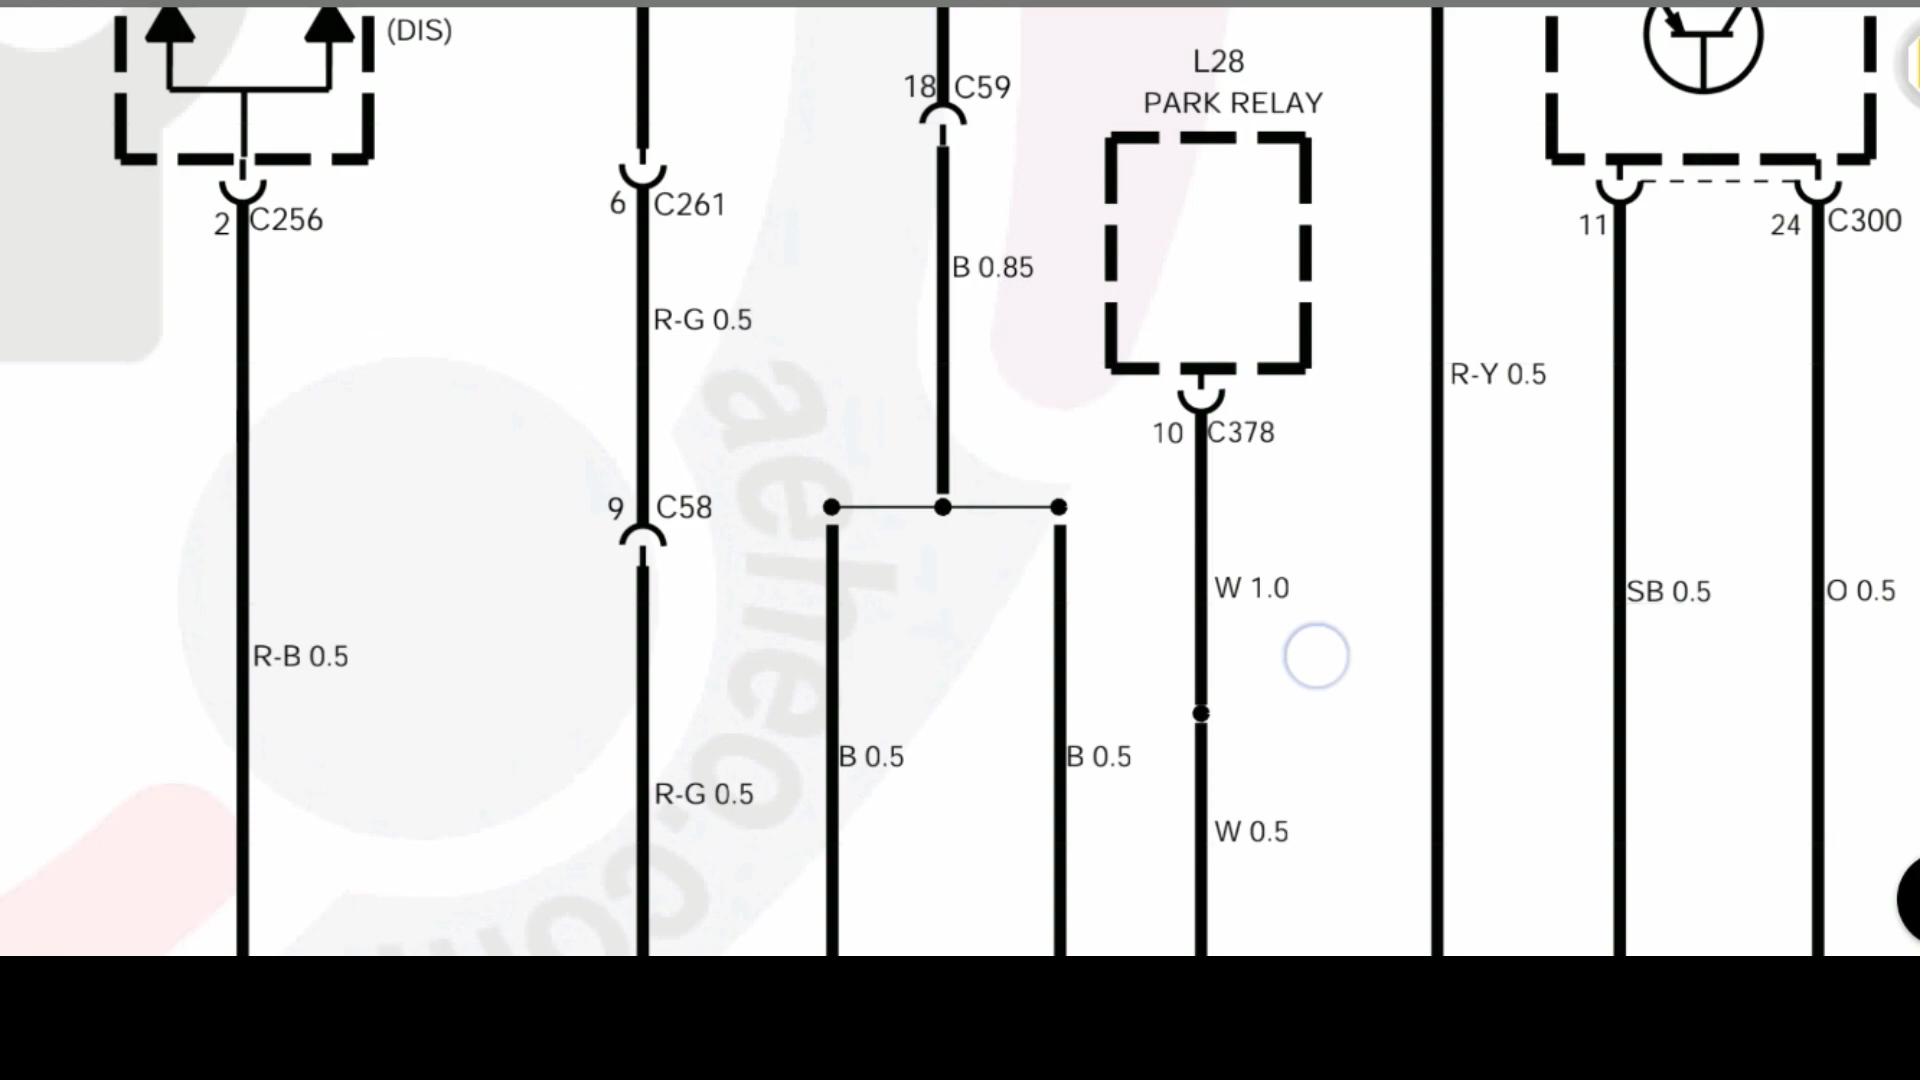 (DIS)
L28
PARK RELAY
18 C59
6 C261
2 C256
11
24 C300
B 0.85
R-G 0.5
R-Y 0.5
10 C378
9 C58
W 1.0
SB 0.5
O 0.5
R-B 0.5
B 0.5
B 0.5
R-G 0.5
W 0.5